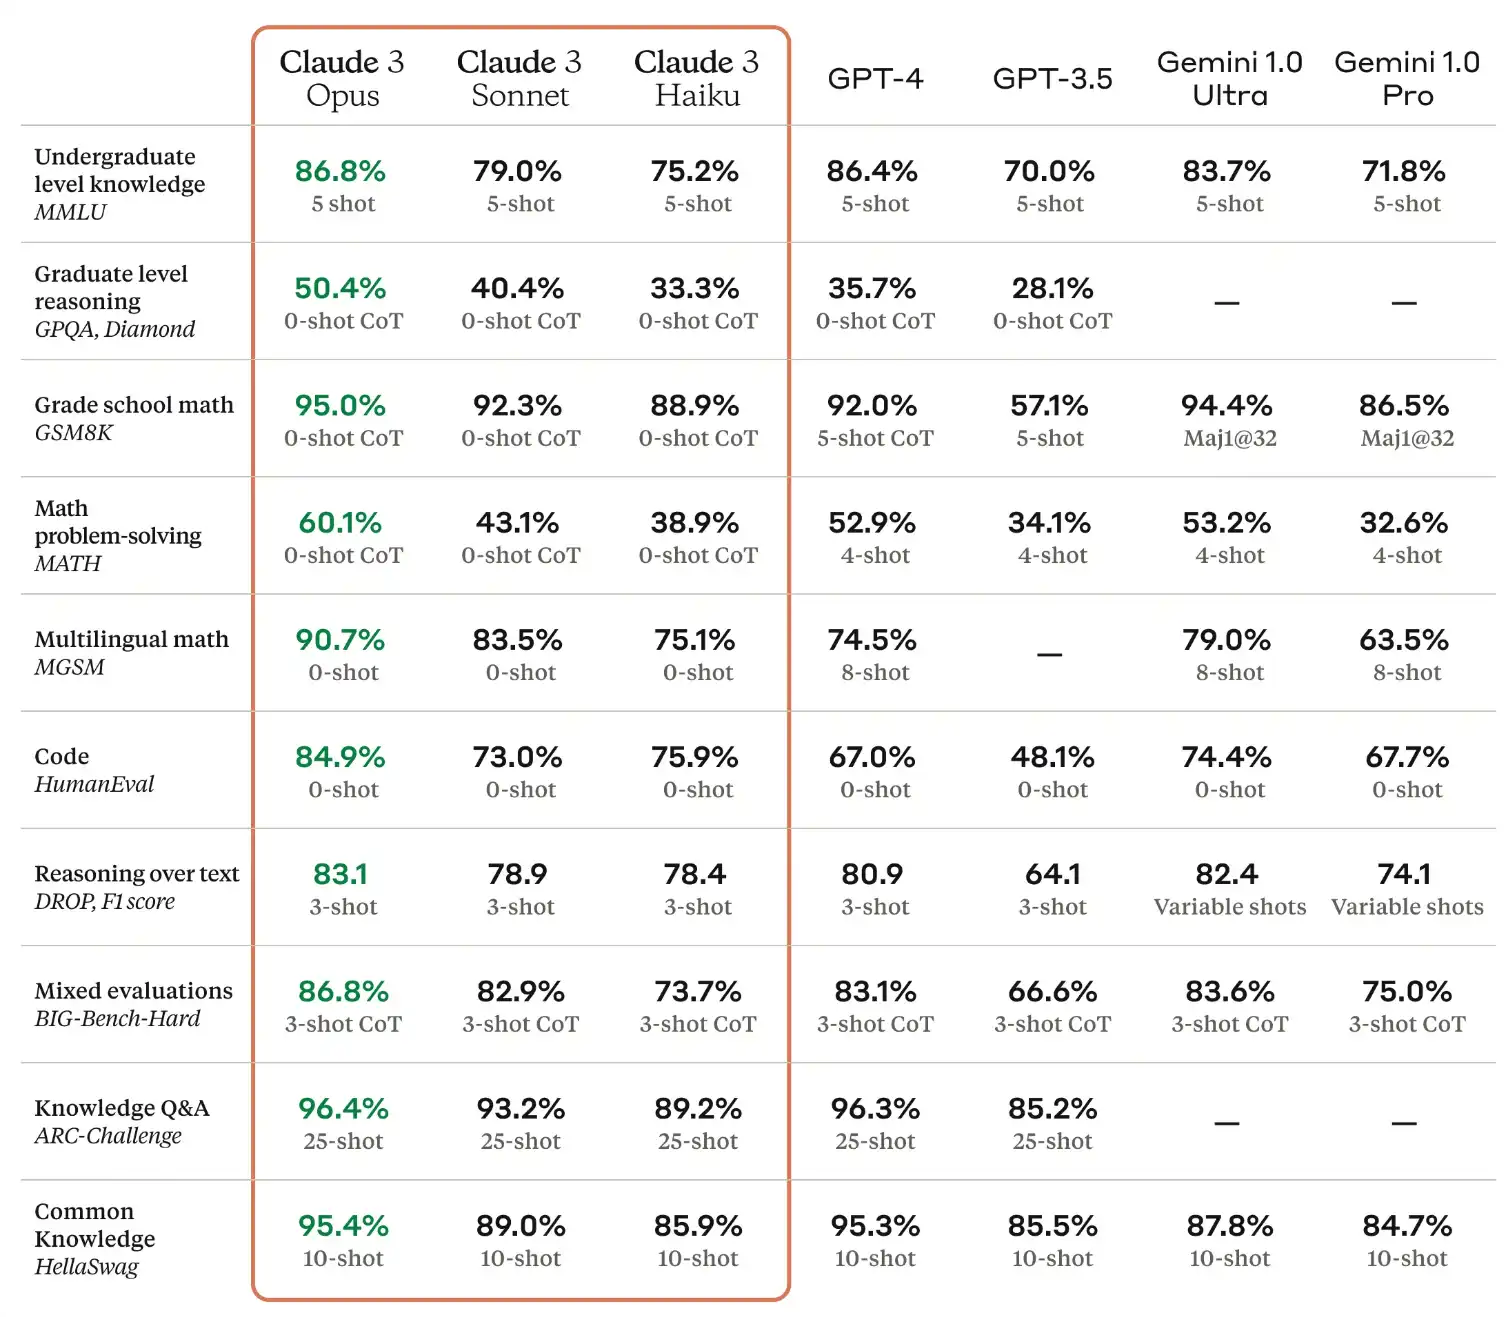 Claude 3 Opus Claude 3 Sonnet Claude 3 Haiku GPT-4 GPT-3.5 Gemini 1.0 Ultra Gemini 1.0 Pro
Undergraduate
level knowledge
MMLU
86.8% 79.0% 75.2% 86.4% 70.0% 83.7% 71.8%
5 shot 5-shot 5-shot 5-shot 5-shot 5-shot 5-shot
Graduate level
reasoning
GPQA, Diamond
50.4% 40.4% 33.3% 35.7% 28.1% — —
0-shot CoT 0-shot CoT 0-shot CoT 0-shot CoT 0-shot CoT
Grade school math
GSM8K
95.0% 92.3% 88.9% 92.0% 57.1% 94.4% 86.5%
0-shot CoT 0-shot CoT 0-shot CoT 5-shot CoT 5-shot Maj1@32 Maj1@32
Math
problem-solving
MATH
60.1% 43.1% 38.9% 52.9% 34.1% 53.2% 32.6%
0-shot CoT 0-shot CoT 0-shot CoT 4-shot 4-shot 4-shot 4-shot
Multilingual math
MGSM
90.7% 83.5% 75.1% 74.5% — 79.0% 63.5%
0-shot 0-shot 0-shot 8-shot 8-shot 8-shot
Code
HumanEval
84.9% 73.0% 75.9% 67.0% 48.1% 74.4% 67.7%
0-shot 0-shot 0-shot 0-shot 0-shot 0-shot 0-shot
Reasoning over text
DROP, F1 score
83.1 78.9 78.4 80.9 64.1 82.4 74.1
3-shot 3-shot 3-shot 3-shot 3-shot Variable shots Variable shots
Mixed evaluations
BIG-Bench-Hard
86.8% 82.9% 73.7% 83.1% 66.6% 83.6% 75.0%
3-shot CoT 3-shot CoT 3-shot CoT 3-shot CoT 3-shot CoT 3-shot CoT 3-shot CoT
Knowledge Q&A
ARC-Challenge
96.4% 93.2% 89.2% 96.3% 85.2% — —
25-shot 25-shot 25-shot 25-shot 25-shot
Common
Knowledge
HellaSwag
95.4% 89.0% 85.9% 95.3% 85.5% 87.8% 84.7%
10-shot 10-shot 10-shot 10-shot 10-shot 10-shot 10-shot